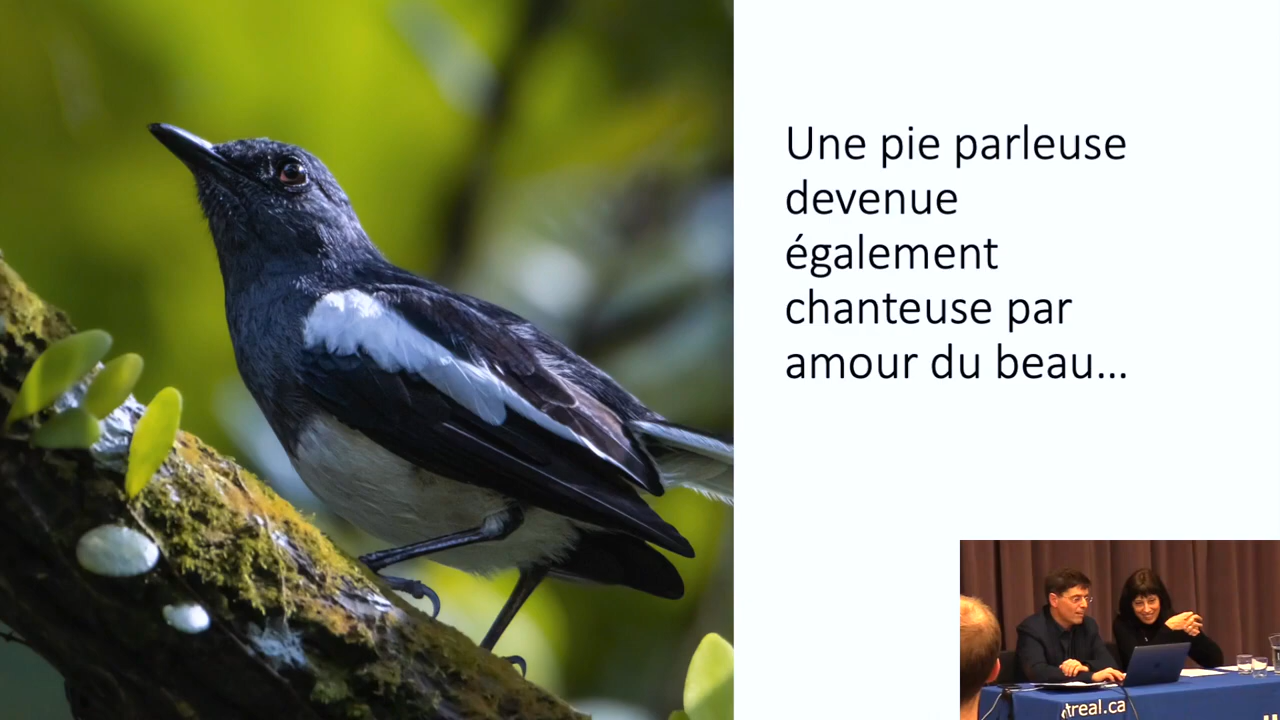 Une pie parleuse
devenue
également
chanteuse par
amour du beau...
treal.ca